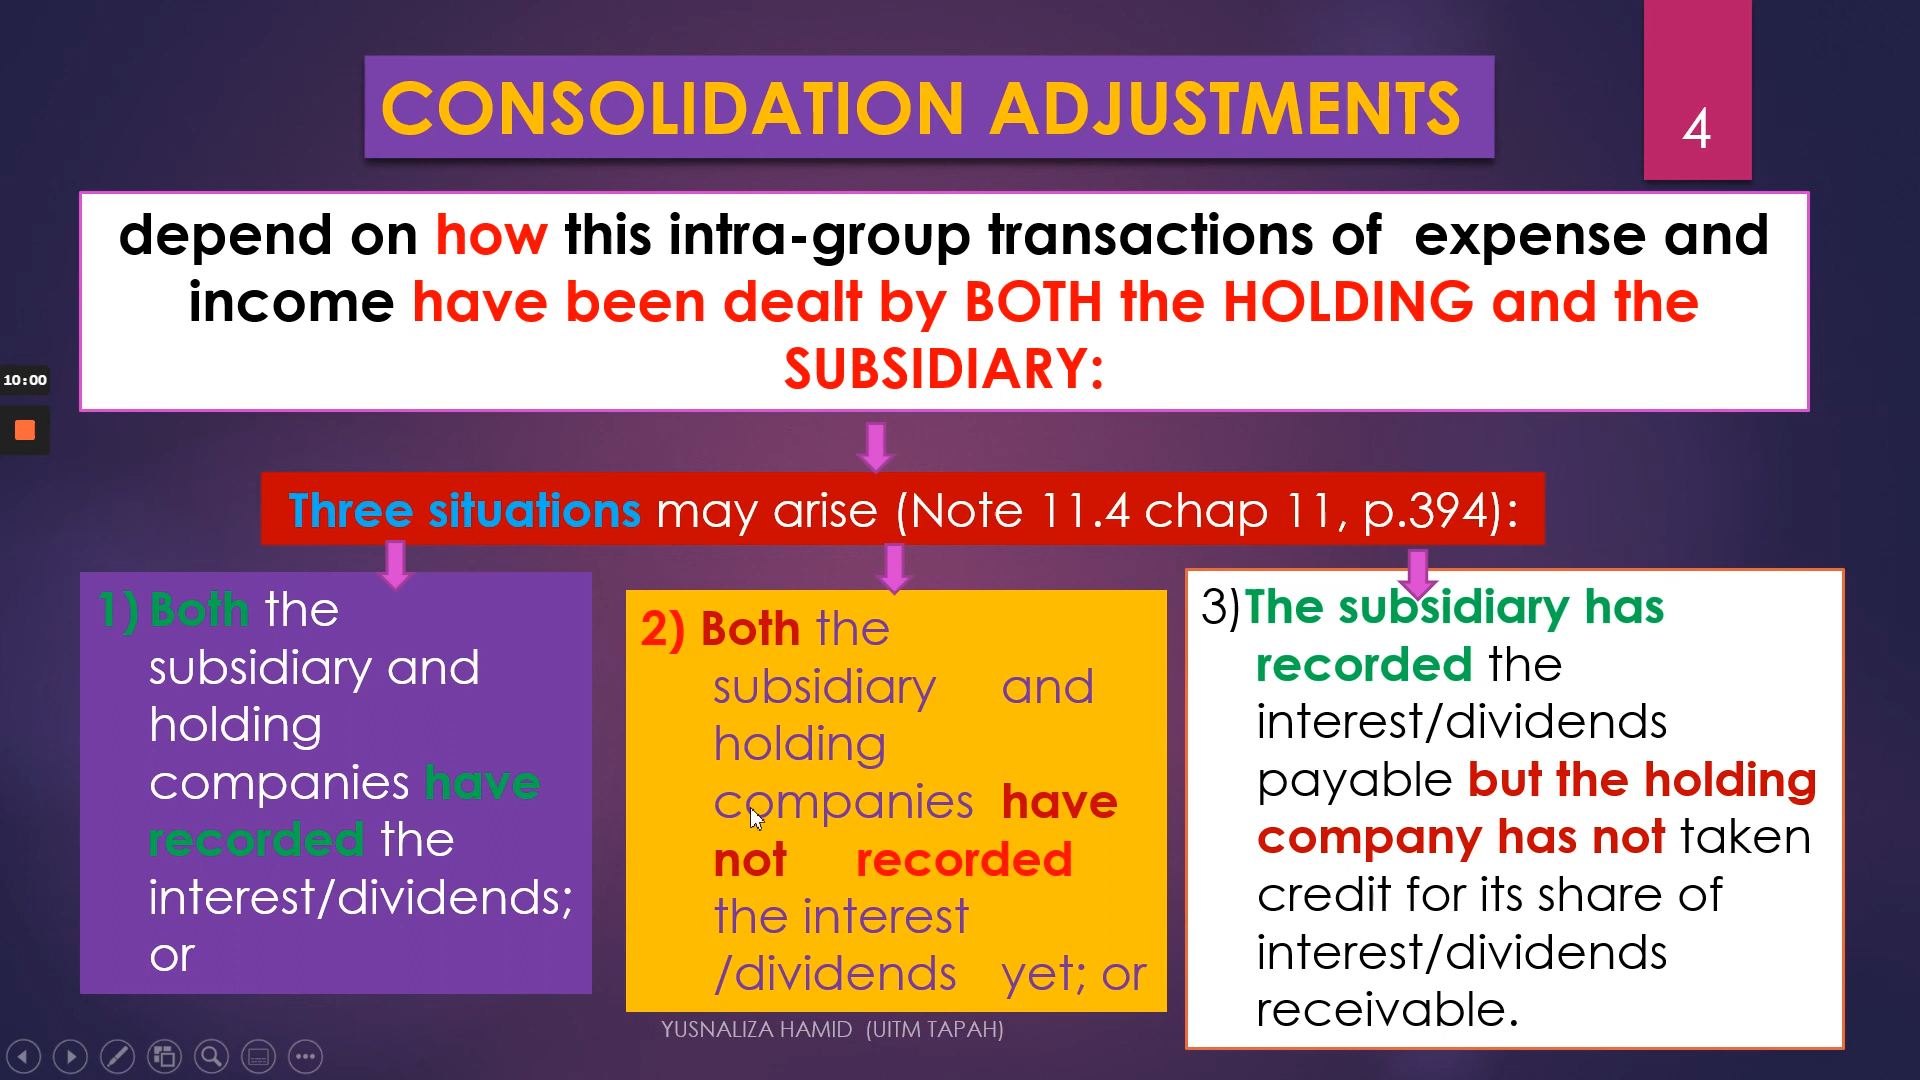 CONSOLIDATION ADJUSTMENTS
4
depend on how this intra-group transactions of expense and
income have been dealt by BOTH the HOLDING and the
SUBSIDIARY:
10:00
Three situations may arise (Note 11.4 chap 11, p.394):
1) Both the
subsidiary and
holding
companies have
recorded the
interest/dividends;
or
2) Both the
subsidiary and
holding
companies have
not recorded
the interest
/dividends yet; or
3)The subsidiary has
recorded the
interest/dividends
payable but the holding
company has not taken
credit for its share of
interest/dividends
receivable.
YUSNALIZA HAMID (UITM TAPAH)